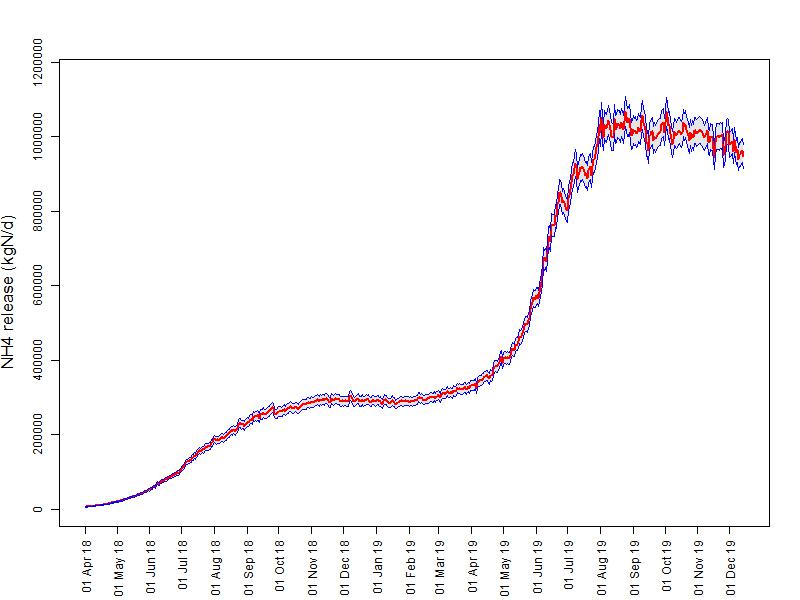 NH4 release (kgN/d)
1200000
1000000
800000
600000
400000
200000
0
01 Apr 18
01 May 18
01 Jun 18
01 Jul 18
01 Aug 18
01 Sep 18
01 Oct 18
01 Nov 18
01 Dec 18
01 Jan 19
01 Feb 19
01 Mar 19
01 Apr 19
01 May 19
01 Jun 19
01 Jul 19
01 Aug 19
01 Sep 19
01 Oct 19
01 Nov 19
01 Dec 19